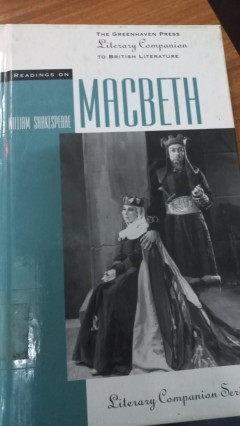 THE GREENHAVEN PRESS
Literary Companion
TO BRITISH LITERATURE
READINGS ON
MACBETH
WILLIAM SHAKESPEARE
Literary Companion Seri